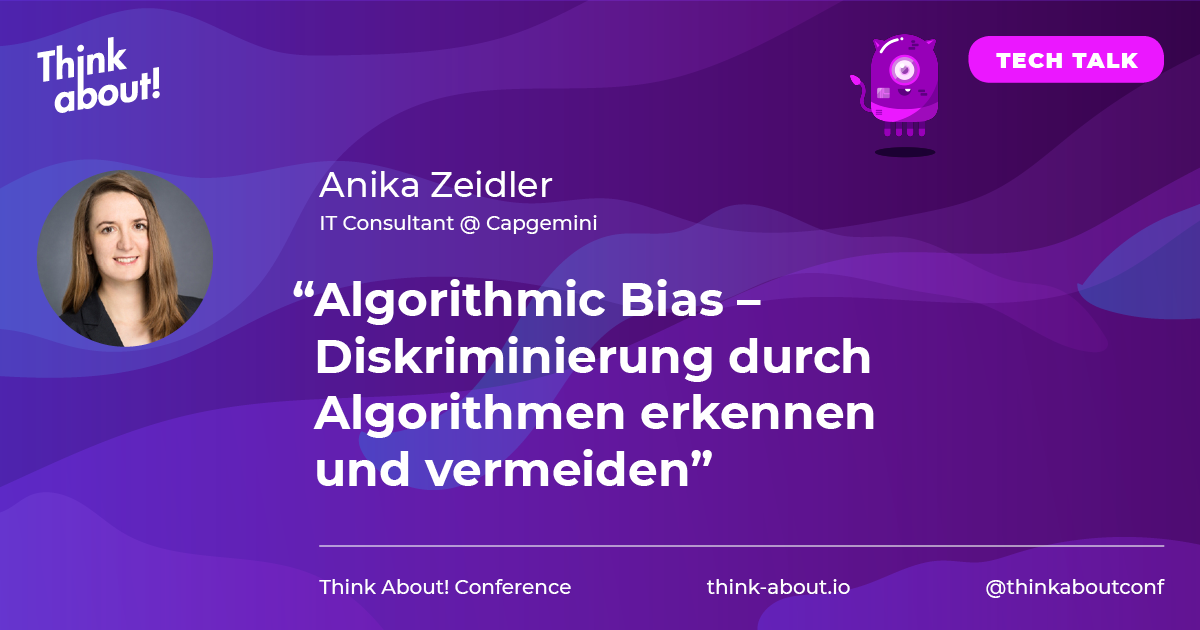 Think
about!
TECH TALK
Anika Zeidler
IT Consultant @ Capgemini
“Algorithmic Bias –
Diskriminierung durch
Algorithmen erkennen
und vermeiden”
Think About! Conference
think-about.io
@thinkaboutconf